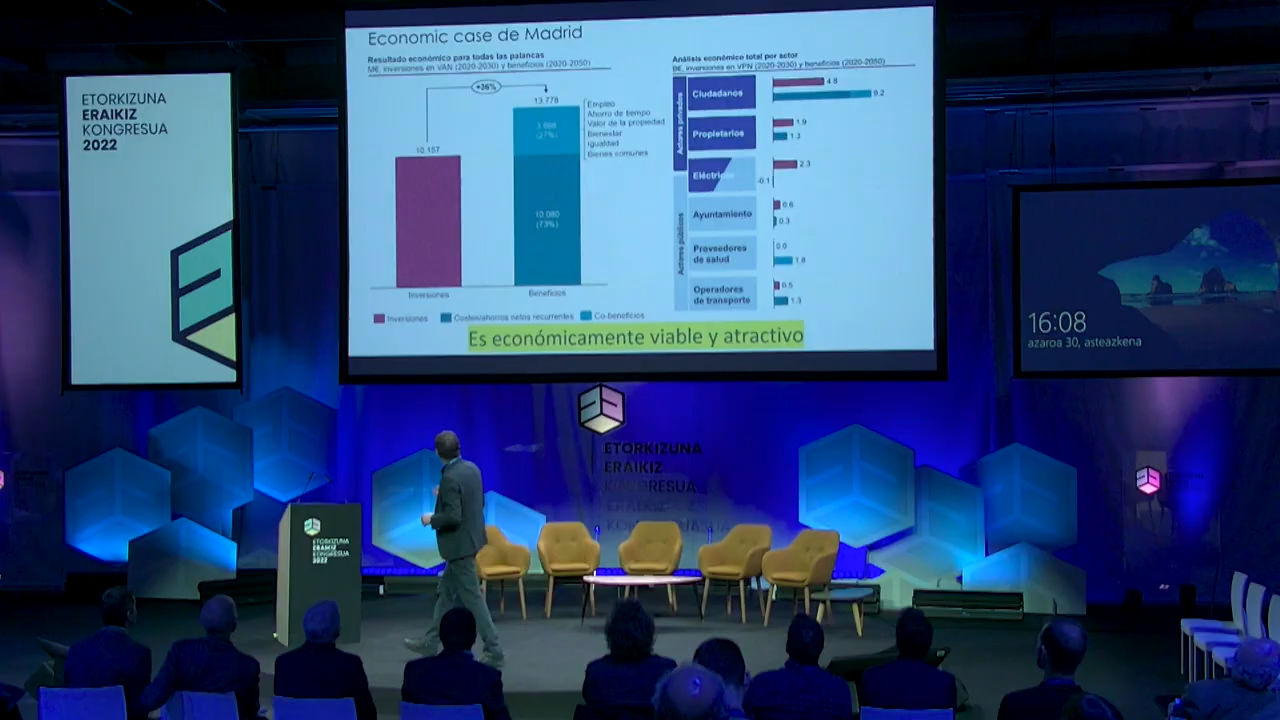 ETORKIZUNA
ERAIKIZ
KONGRESUA
2022
Economic case de Madrid
Resultado económico para todas las palancas
M€, inversiones en VAN (2020-2030) y beneficios (2020-2050)
+36%
10.157
13.778
3.698
(27%)
10.080
(73%)
Empleo
Ahorro de tiempo
Valor de la propiedad
Bienestar
Igualdad
Bienes comunes
Inversiones
Beneficios
Inversiones
Costes/ahorros netos recurrentes
Co-beneficios
Análisis económico total por actor
B€, inversiones en VPN (2020-2030) y beneficios (2020-2050)
Actores privados
Ciudadanos
4.8
9.2
Propietarios
1.9
1.3
Eléctricas
2.3
-0.1
Actores públicos
Ayuntamiento
0.6
0.3
Proveedores
de salud
0.0
1.8
Operadores
de transporte
0.5
1.3
Es económicamente viable y atractivo
16:08
azaroa 30, asteazkena
ETORKIZUNA
ERAIKIZ
KONGRESUA
ERAIKIZ
KONGRESUA
ETORKIZUNA
ERAIKIZ
KONGRESUA
2022